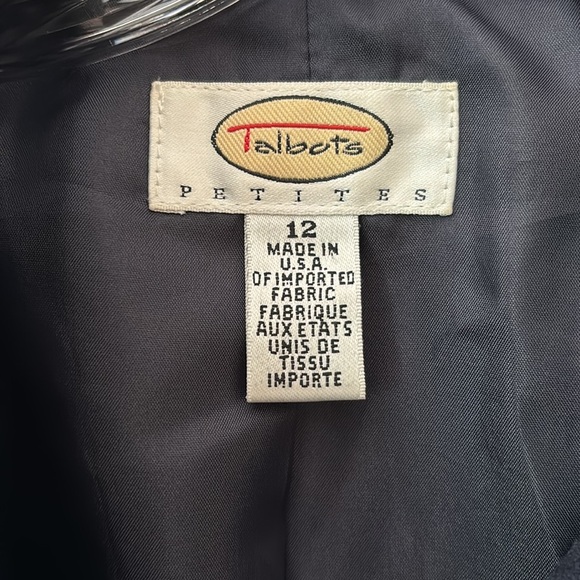 Talbots
PETITES
12
MADE IN
U.S.A.
OF IMPORTED
FABRIC
FABRIQUE
AUX ETATS
UNIS DE
TISSU
IMPORTE